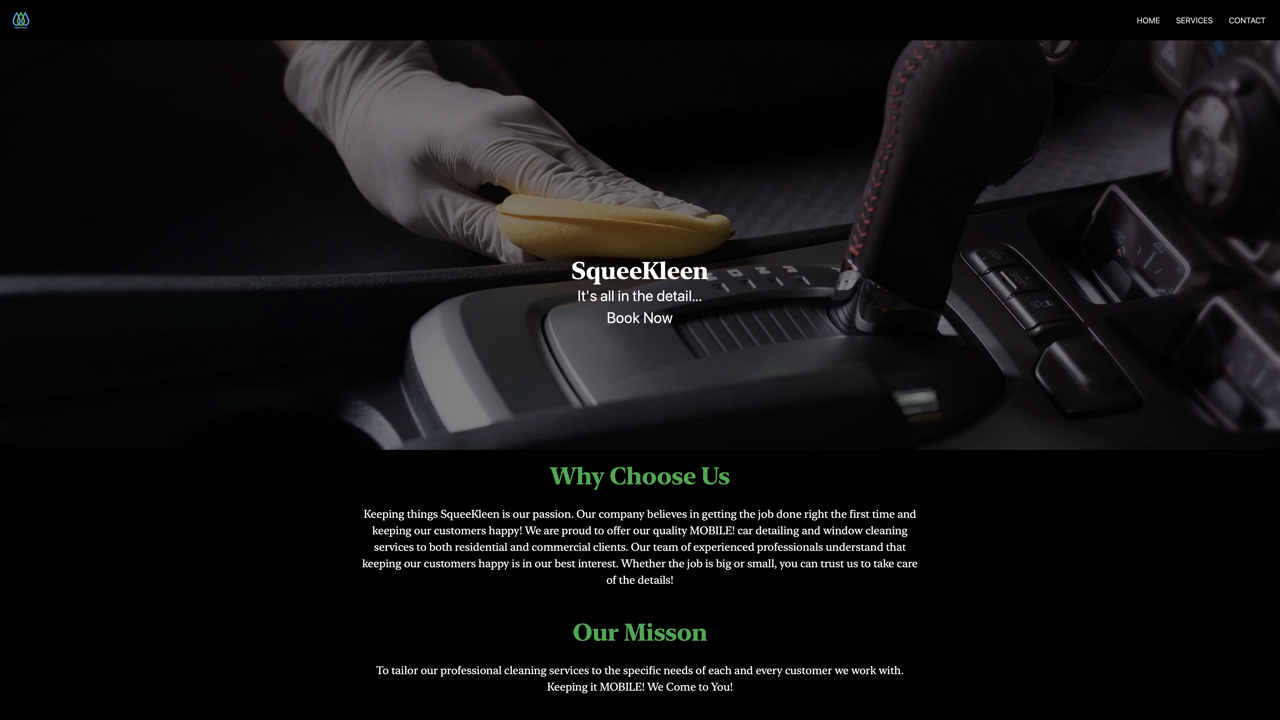 HOME SERVICES CONTACT
SqueeKleen
It's all in the detail...
Book Now
Why Choose Us
Keeping things SqueeKleen is our passion. Our company believes in getting the job done right the first time and
keeping our customers happy! We are proud to offer our quality MOBILE! car detailing and window cleaning
services to both residential and commercial clients. Our team of experienced professionals understand that
keeping our customers happy is in our best interest. Whether the job is big or small, you can trust us to take care
of the details!
Our Misson
To tailor our professional cleaning services to the specific needs of each and every customer we work with.
Keeping it MOBILE! We Come to You!